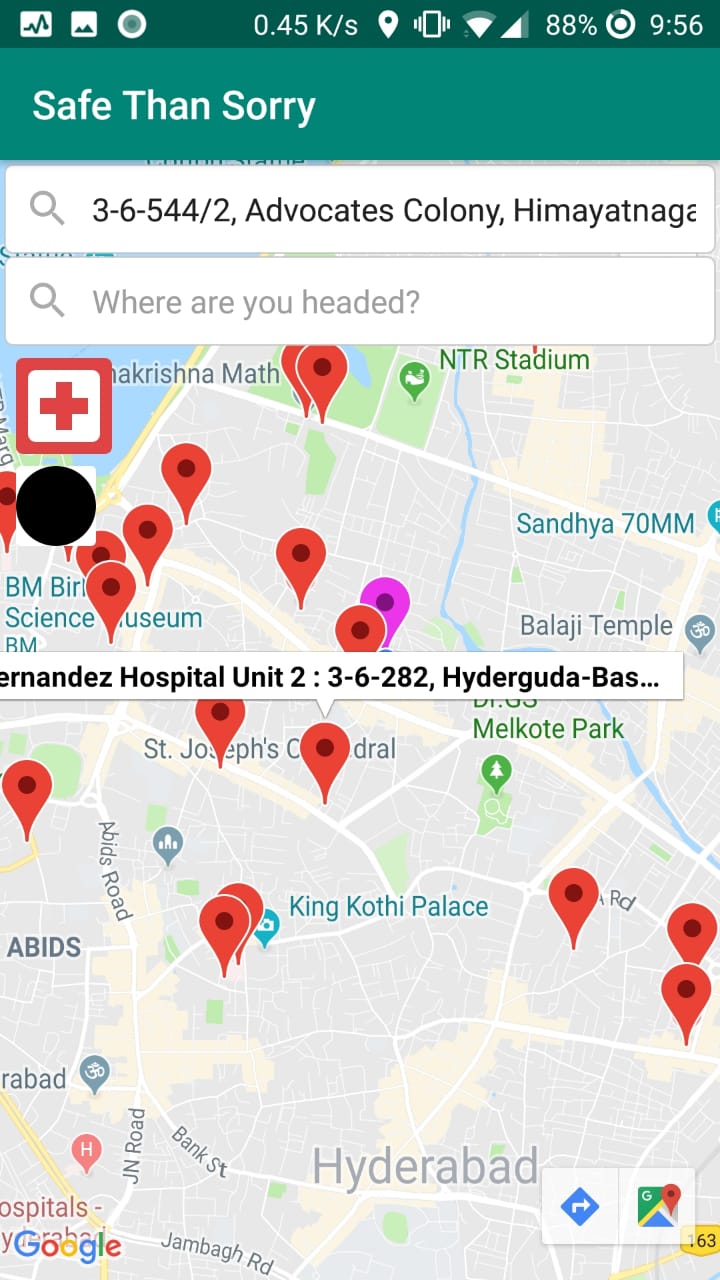 0.45 K/s 88% 9:56
Safe Than Sorry
3-6-544/2, Advocates Colony, Himayatnaga
Where are you headed?
NTR Stadium
nakrishna Math
Sandhya 70MM
BM Birl
Science Museum
BM
Balaji Temple
ernandez Hospital Unit 2 : 3-6-282, Hyderguda-Bas...
Dr.GS
Melkote Park
St. Joseph's C dral
Abids Road
King Kothi Palace
Rd
ABIDS
rabad
H
JN Road
Bank St
Hyderabad
ospitals -
yderabad
Google
Jambagh Rd
G
163